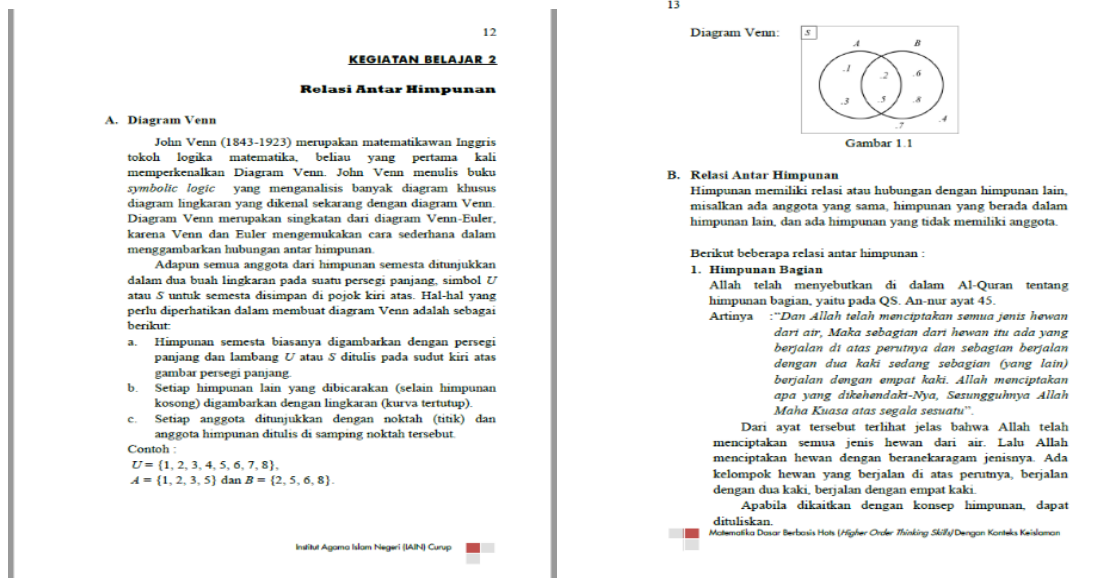 12
KEGIATAN BELAJAR 2
Relasi Antar Himpunan
A. Diagram Venn
John Venn (1843-1923) merupakan matematikawan Inggris
tokoh logika matematika, beliau yang pertama kali
memperkenalkan Diagram Venn. John Venn menulis buku
symbolic logic yang menganalisis banyak diagram khusus
diagram lingkaran yang dikenal sekarang dengan diagram Venn.
Diagram Venn merupakan singkatan dari diagram Venn-Euler,
karena Venn dan Euler mengemukakan cara sederhana dalam
menggambarkan hubungan antar himpunan.
Adapun semua anggota dari himpunan semesta ditunjukkan
dalam dua buah lingkaran pada suatu persegi panjang, simbol U
atau S untuk semesta disimpan di pojok kiri atas. Hal-hal yang
perlu diperhatikan dalam membuat diagram Venn adalah sebagai
berikut:
a. Himpunan semesta biasanya digambarkan dengan persegi
panjang dan lambang U atau S ditulis pada sudut kiri atas
gambar persegi panjang.
b. Setiap himpunan lain yang dibicarakan (selain himpunan
kosong) digambarkan dengan lingkaran (kurva tertutup).
c. Setiap anggota ditunjukkan dengan noktah (titik) dan
anggota himpunan ditulis di samping noktah tersebut.
Contoh :
U = {1, 2, 3, 4, 5, 6, 7, 8},
A = {1, 2, 3, 5} dan B = {2, 5, 6, 8}.
Institut Agama Islam Negeri (IAIN) Curup
13
Diagram Venn:
S
A B
.1 .2 .6
.3 .5 .8
.7 .4
Gambar 1.1
B. Relasi Antar Himpunan
Himpunan memiliki relasi atau hubungan dengan himpunan lain,
misalkan ada anggota yang sama, himpunan yang berada dalam
himpunan lain, dan ada himpunan yang tidak memiliki anggota.
Berikut beberapa relasi antar himpunan :
1. Himpunan Bagian
Allah telah menyebutkan di dalam Al-Quran tentang
himpunan bagian, yaitu pada QS. An-nur ayat 45.
Artinya :"Dan Allah telah menciptakan semua jenis hewan
dari air, Maka sebagian dari hewan itu ada yang
berjalan di atas perutnya dan sebagian berjalan
dengan dua kaki sedang sebagian (yang lain)
berjalan dengan empat kaki. Allah menciptakan
apa yang dikehendaki-Nya, Sesungguhnya Allah
Maha Kuasa atas segala sesuatu".
Dari ayat tersebut terlihat jelas bahwa Allah telah
menciptakan semua jenis hewan dari air. Lalu Allah
menciptakan hewan dengan beranekaragam jenisnya. Ada
kelompok hewan yang berjalan di atas perutnya, berjalan
dengan dua kaki, berjalan dengan empat kaki.
Apabila dikaitkan dengan konsep himpunan, dapat
dituliskan.
Matematika Dasar Berbasis Hots (Higher Order Thinking Skills) Dengan Konteks Keislaman